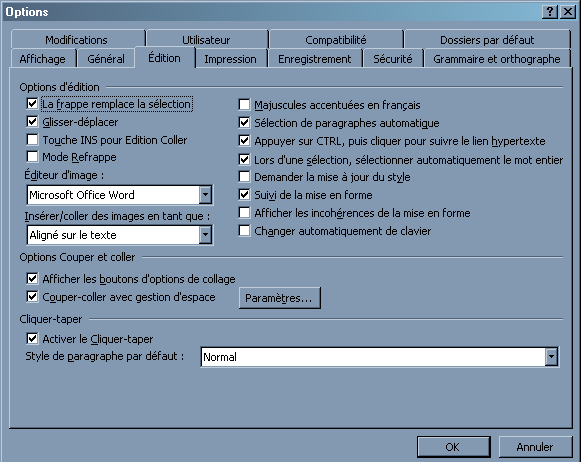 Options
Modifications
Utilisateur
Compatibilité
Dossiers par défaut
Affichage
Général
Édition
Impression
Enregistrement
Sécurité
Grammaire et orthographe
Options d'édition
La frappe remplace la sélection
Glisser-déplacer
Touche INS pour Edition Coller
Mode Refrappe
Éditeur d'image :
Microsoft Office Word
Insérer/coller des images en tant que :
Aligné sur le texte
Majuscules accentuées en français
Sélection de paragraphes automatique
Appuyer sur CTRL, puis cliquer pour suivre le lien hypertexte
Lors d'une sélection, sélectionner automatiquement le mot entier
Demander la mise à jour du style
Suivi de la mise en forme
Afficher les incohérences de la mise en forme
Changer automatiquement de clavier
Options Couper et coller
Afficher les boutons d'options de collage
Couper-coller avec gestion d'espace
Paramètres...
Cliquer-taper
Activer le Cliquer-taper
Style de paragraphe par défaut :
Normal
OK
Annuler